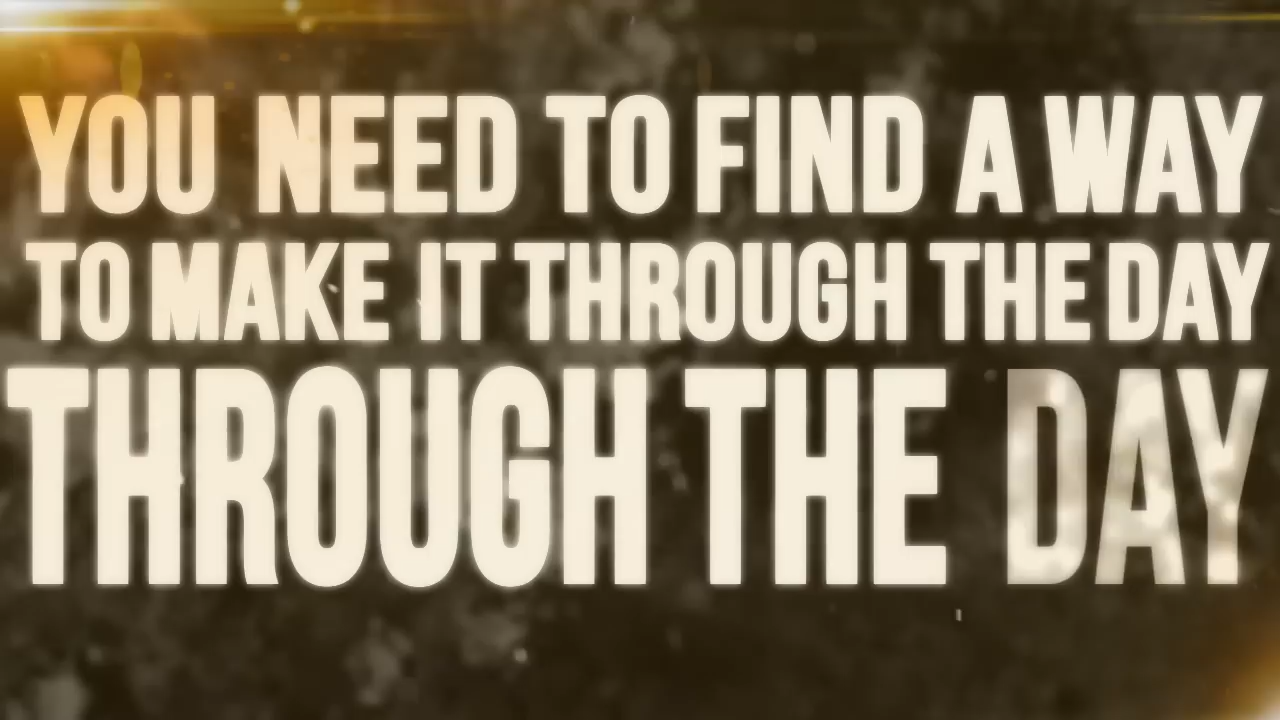 YOU NEED TO FIND A WAY
TO MAKE IT THROUGH THE DAY
THROUGH THE DAY